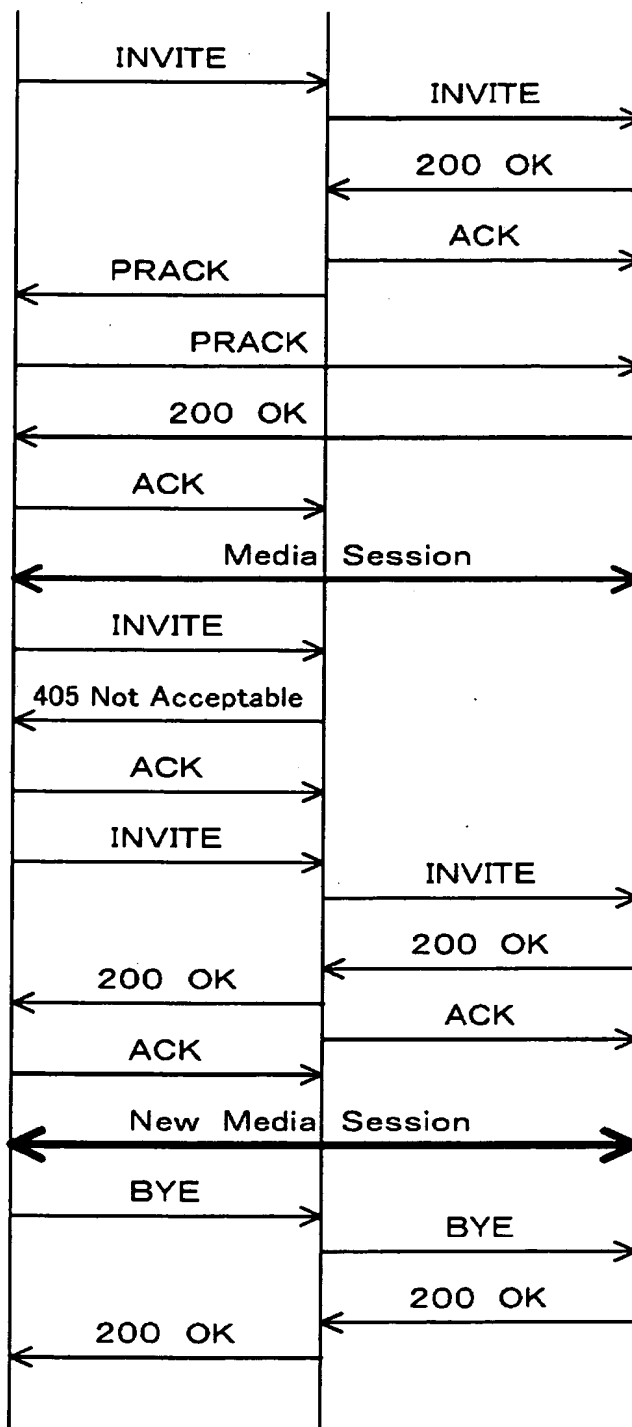 INVITE
INVITE
200 OK
ACK
PRACK
PRACK
200 OK
ACK
Media Session
INVITE
405 Not Acceptable
ACK
INVITE
INVITE
200 OK
200 OK
ACK
ACK
New Media Session
BYE
BYE
200 OK
200 OK